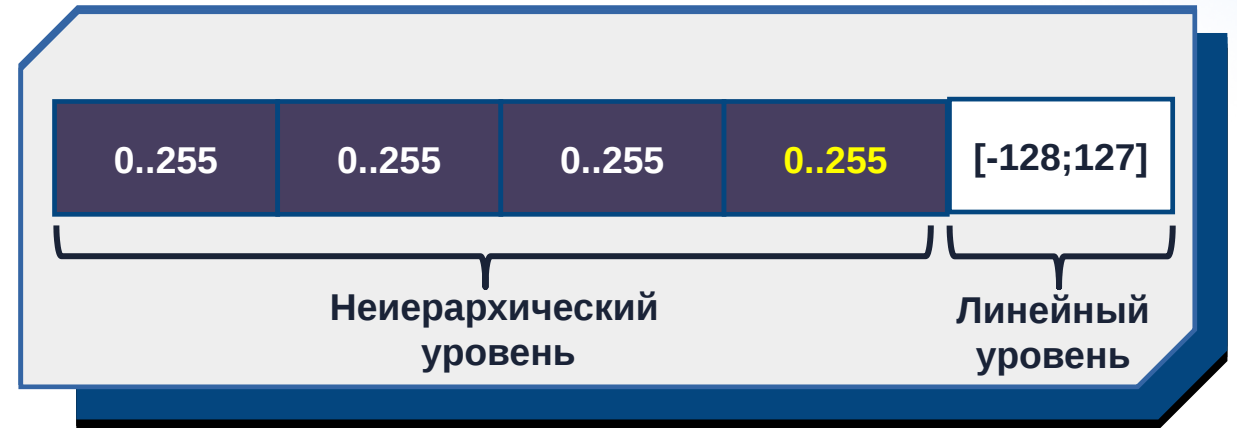 0..255 0..255 0..255 0..255 [-128;127]
Неиерархический
уровень
Линейный
уровень